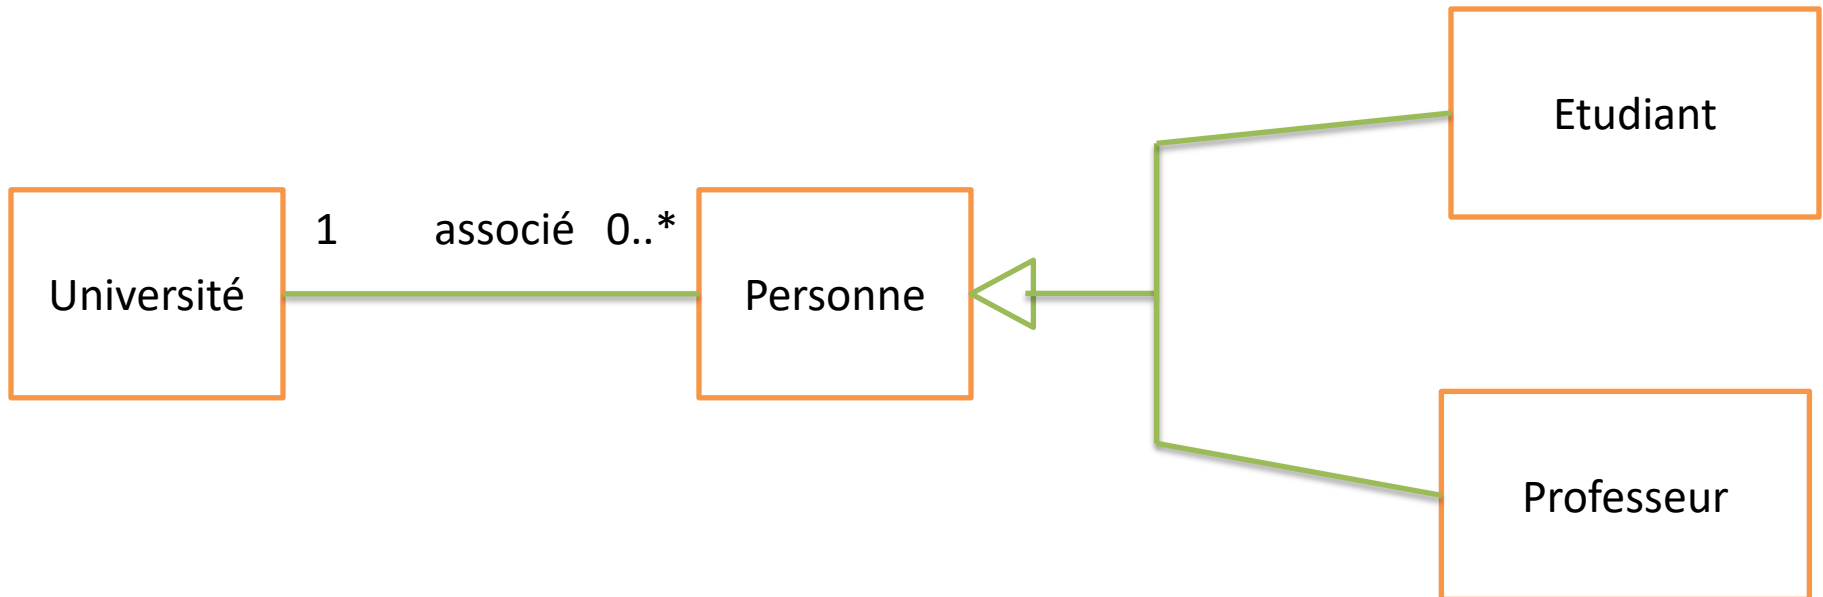 Etudiant
1 associé 0..*
Université
Personne
Professeur